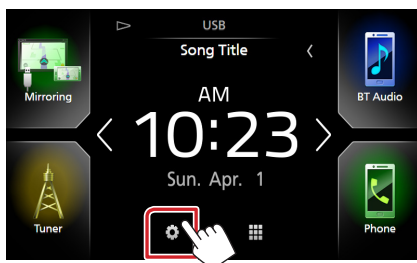 USB
Song Title
Mirroring
AM
BT Audio
10:23
Sun. Apr. 1
Tuner
Phone